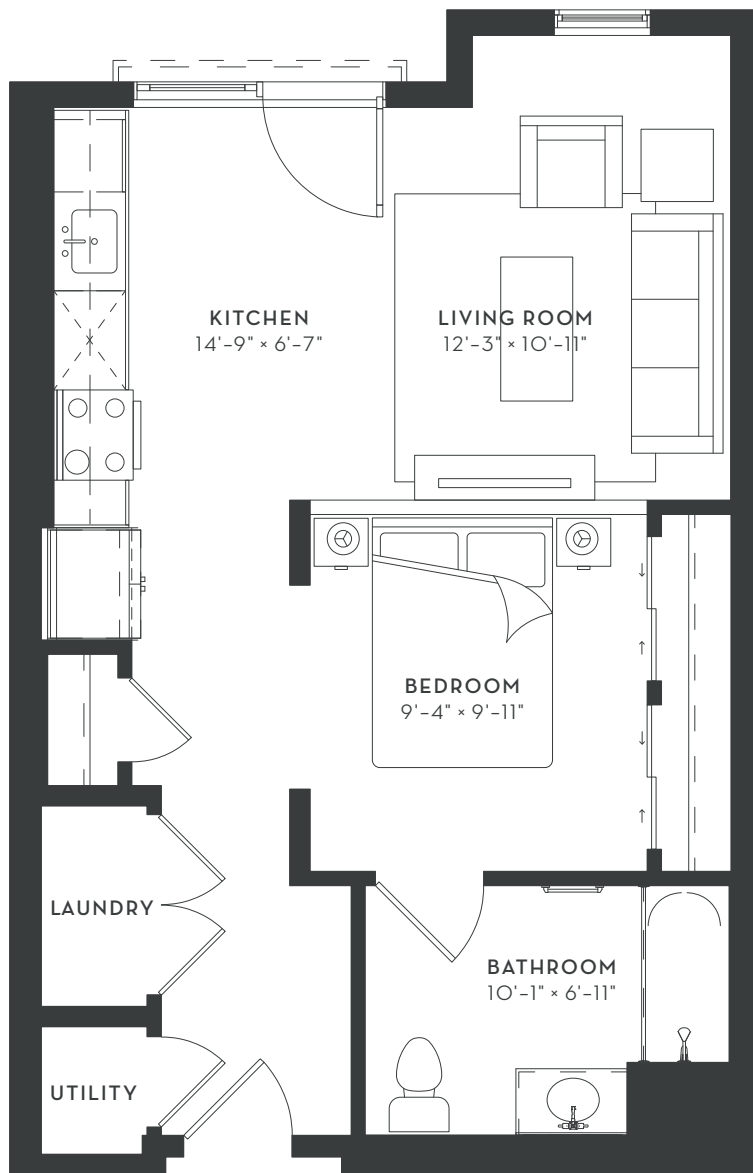 KITCHEN
14'-9" × 6'-7"
LIVING ROOM
12'-3" × 10'-11"
BEDROOM
9'-4" × 9'-11"
LAUNDRY
BATHROOM
10'-1" × 6'-11"
UTILITY